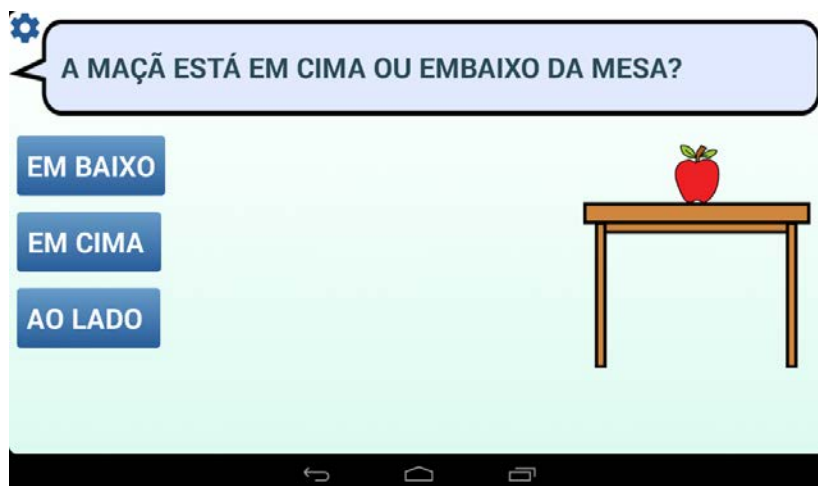 A MAÇÃ ESTÁ EM CIMA OU EMBAIXO DA MESA?
EM BAIXO
EM CIMA
AO LADO